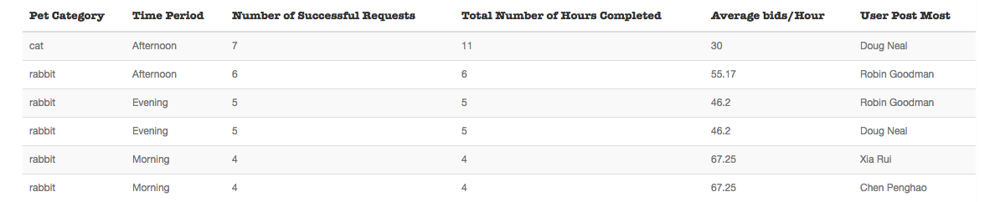 Pet Category Time Period Number of Successful Requests Total Number of Hours Completed Average bids/Hour User Post Most
cat Afternoon 7 11 30 Doug Neal
rabbit Afternoon 6 6 55.17 Robin Goodman
rabbit Evening 5 5 46.2 Robin Goodman
rabbit Evening 5 5 46.2 Doug Neal
rabbit Morning 4 4 67.25 Xia Rui
rabbit Morning 4 4 67.25 Chen Penghao